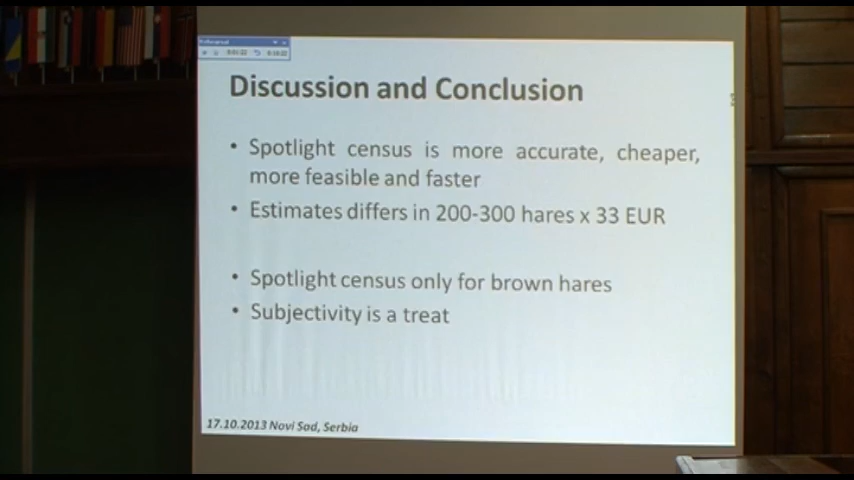 Discussion and Conclusion
• Spotlight census is more accurate, cheaper,
more feasible and faster
• Estimates differs in 200-300 hares x 33 EUR
• Spotlight census only for brown hares
• Subjectivity is a treat
17.10.2013 Novi Sad, Serbia